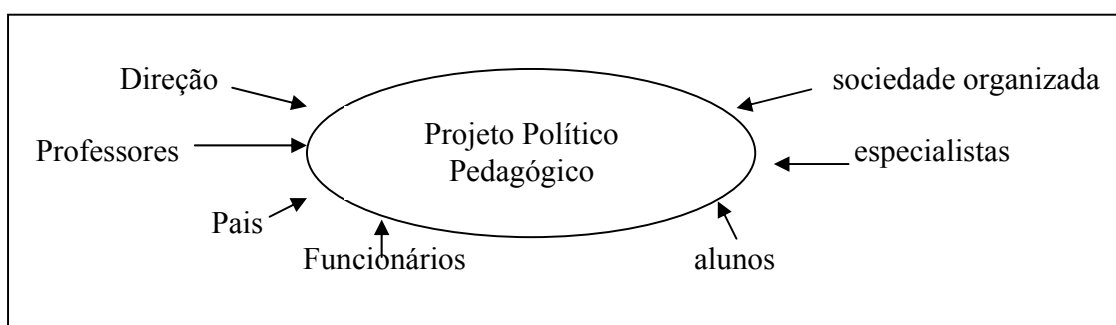 Direção
sociedade organizada
Projeto Político
Pedagógico
Professores
especialistas
Pais
Funcionários
alunos